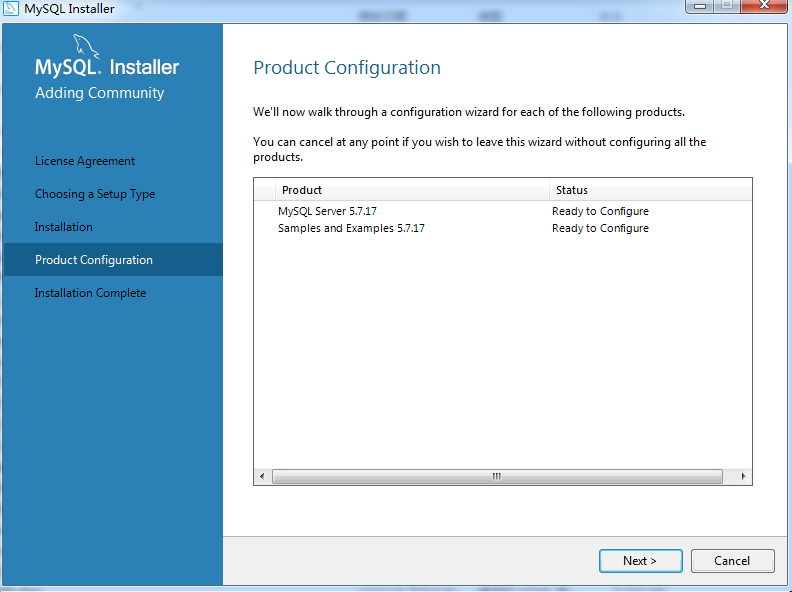 MySQL Installer
MySQL. Installer
Adding Community
License Agreement
Choosing a Setup Type
Installation
Product Configuration
Installation Complete
Product Configuration
We'll now walk through a configuration wizard for each of the following products.
You can cancel at any point if you wish to leave this wizard without configuring all the
products.
Product Status
MySQL Server 5.7.17 Ready to Configure
Samples and Examples 5.7.17 Ready to Configure
Next >
Cancel